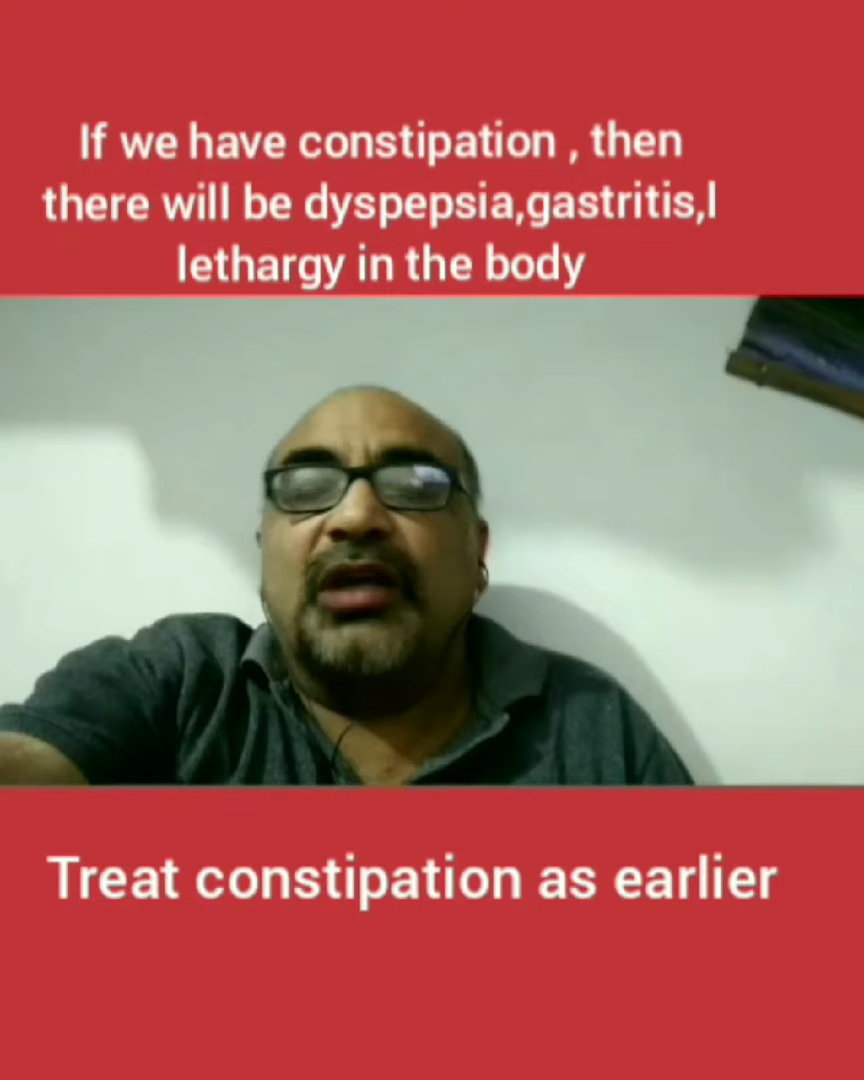 If we have constipation , then
there will be dyspepsia,gastritis,l
lethargy in the body
Treat constipation as earlier